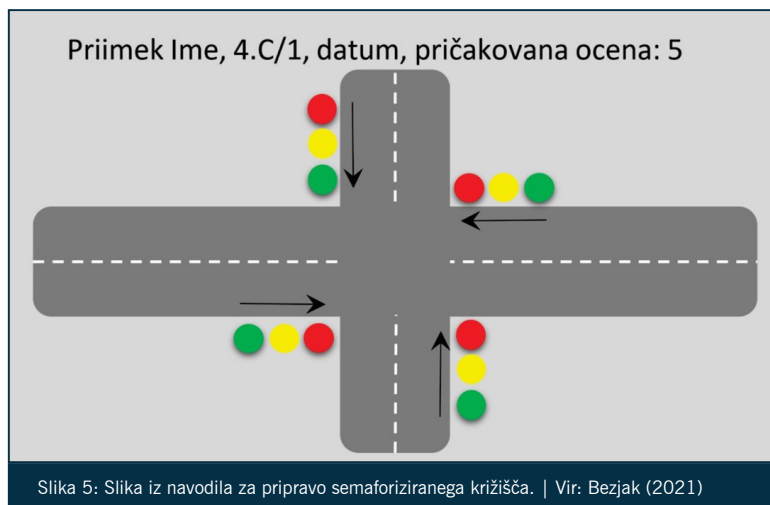 Priimek Ime, 4.C/1, datum, pričakovana ocena: 5
Slika 5: Slika iz navodila za pripravo semaforiziranega križišča. | Vir: Bezjak (2021)